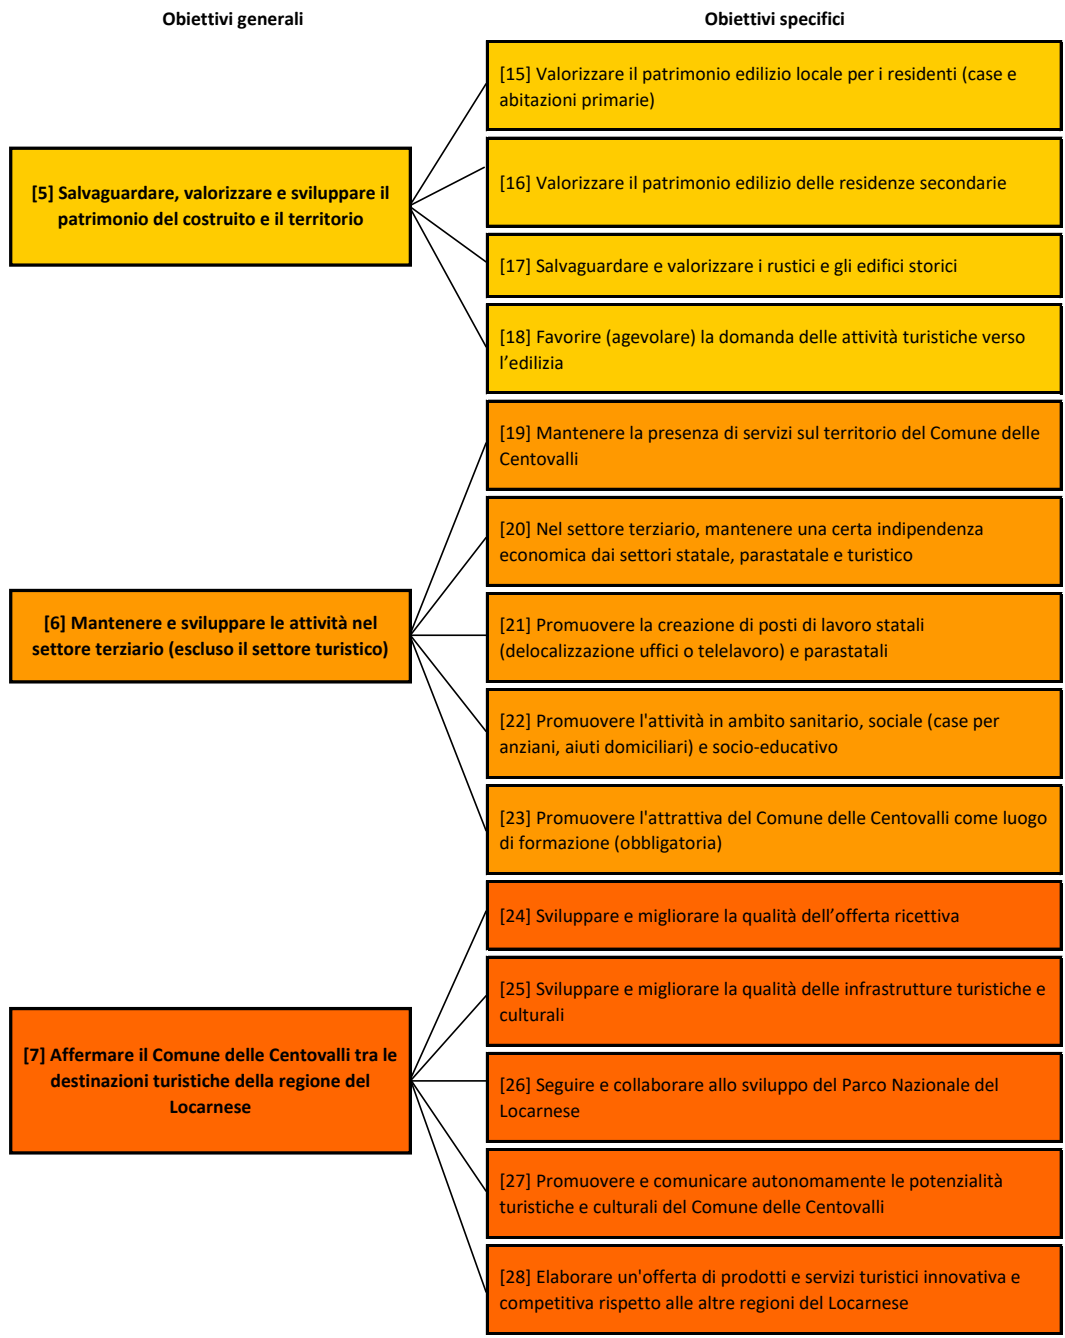 Obiettivi generali
Obiettivi specifici
[5] Salvaguardare, valorizzare e sviluppare il
patrimonio del costruito e il territorio
[15] Valorizzare il patrimonio edilizio locale per i residenti (case e
abitazioni primarie)
[16] Valorizzare il patrimonio edilizio delle residenze secondarie
[17] Salvaguardare e valorizzare i rustici e gli edifici storici
[18] Favorire (agevolare) la domanda delle attività turistiche verso
l’edilizia
[6] Mantenere e sviluppare le attività nel
settore terziario (escluso il settore turistico)
[19] Mantenere la presenza di servizi sul territorio del Comune delle
Centovalli
[20] Nel settore terziario, mantenere una certa indipendenza
economica dai settori statale, parastatale e turistico
[21] Promuovere la creazione di posti di lavoro statali
(delocalizzazione uffici o telelavoro) e parastatali
[22] Promuovere l'attività in ambito sanitario, sociale (case per
anziani, aiuti domiciliari) e socio-educativo
[23] Promuovere l'attrattiva del Comune delle Centovalli come luogo
di formazione (obbligatoria)
[7] Affermare il Comune delle Centovalli tra le
destinazioni turistiche della regione del
Locarnese
[24] Sviluppare e migliorare la qualità dell’offerta ricettiva
[25] Sviluppare e migliorare la qualità delle infrastrutture turistiche e
culturali
[26] Seguire e collaborare allo sviluppo del Parco Nazionale del
Locarnese
[27] Promuovere e comunicare autonomamente le potenzialità
turistiche e culturali del Comune delle Centovalli
[28] Elaborare un'offerta di prodotti e servizi turistici innovativa e
competitiva rispetto alle altre regioni del Locarnese